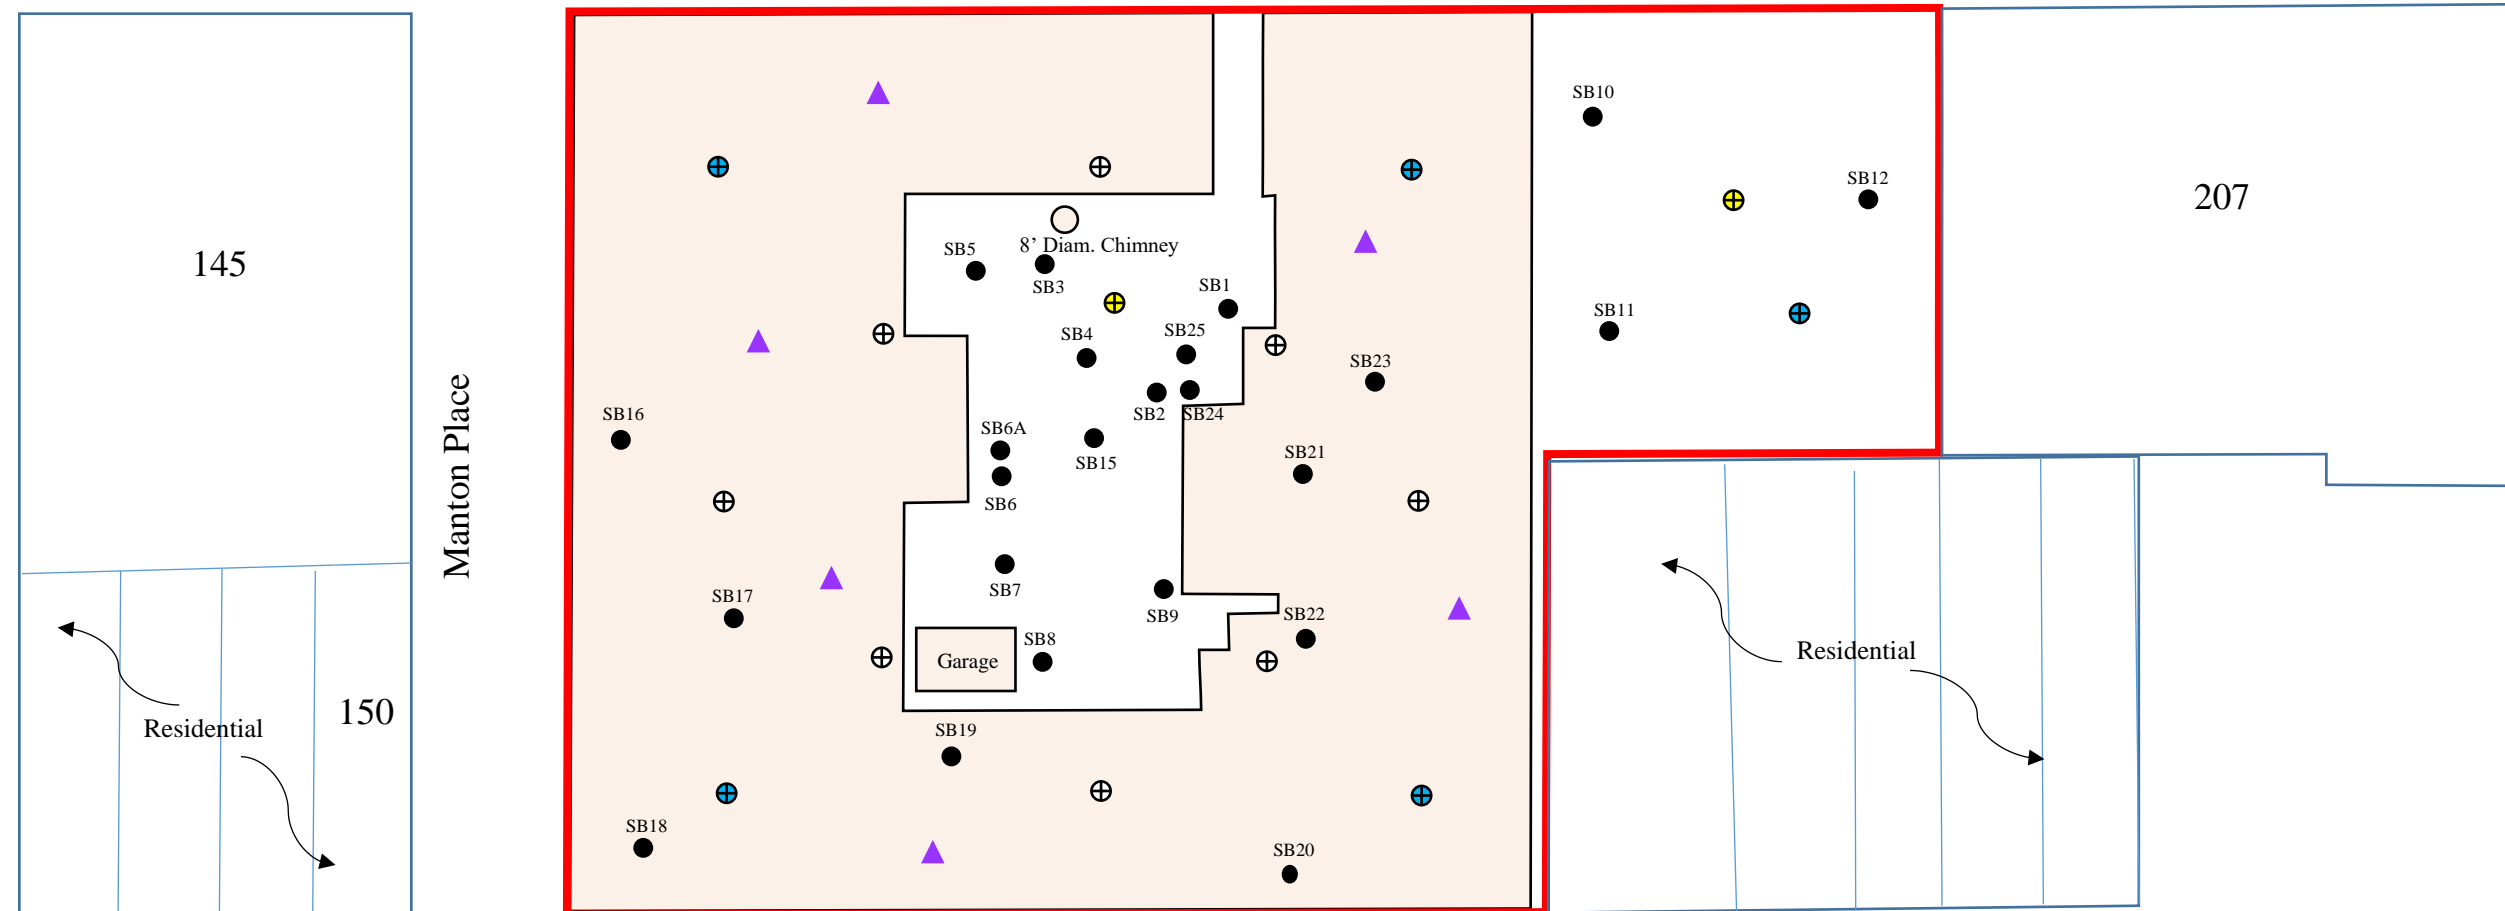 SB10
SB12
207
145
8’ Diam. Chimney
SB5
SB3
SB1
SB11
SB4
SB25
SB23
Manton Place
SB16
SB2
SB24
SB6A
SB15
SB21
SB6
SB7
SB17
SB9
SB22
SB8
Garage
Residential
150
Residential
SB19
SB18
SB20